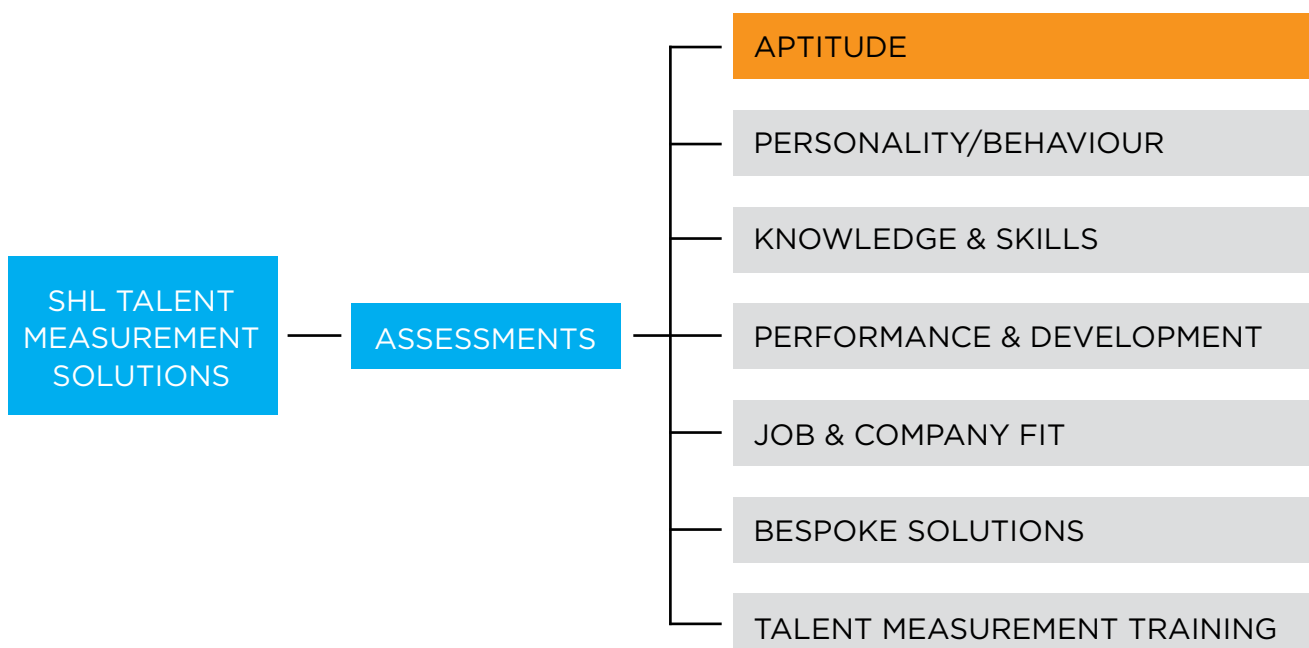 SHL TALENT
MEASUREMENT
SOLUTIONS
ASSESSMENTS
APTITUDE
PERSONALITY/BEHAVIOUR
KNOWLEDGE & SKILLS
PERFORMANCE & DEVELOPMENT
JOB & COMPANY FIT
BESPOKE SOLUTIONS
TALENT MEASUREMENT TRAINING